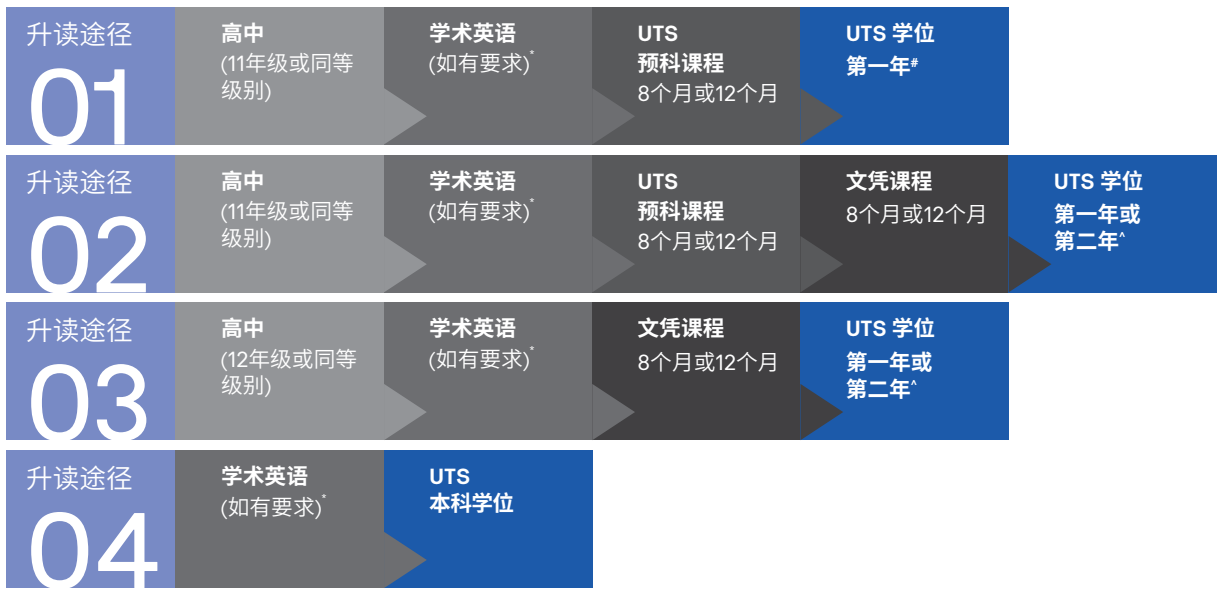 升读途径
01
高中
(11年级或同等
级别)
学术英语
(如有要求)*
UTS
预科课程
8个月或12个月
UTS 学位
第一年#
升读途径
02
高中
(11年级或同等
级别)
学术英语
(如有要求)*
UTS
预科课程
8个月或12个月
文凭课程
8个月或12个月
UTS 学位
第一年或
第二年^
升读途径
03
高中
(12年级或同等
级别)
学术英语
(如有要求)*
文凭课程
8个月或12个月
UTS 学位
第一年或
第二年^
升读途径
04
学术英语
(如有要求)*
UTS
本科学位